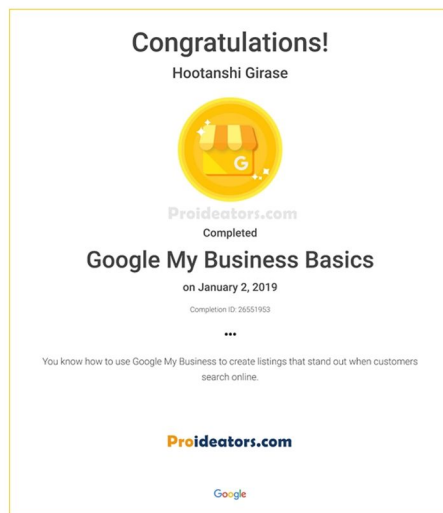 Congratulations!
Hootanshi Girase
G
Proideators.com
Completed
Google My Business Basics
on January 2, 2019
Completion ID: 26551953
•••
You know how to use Google My Business to create listings that stand out when customers
search online.
Proideators.com
Google